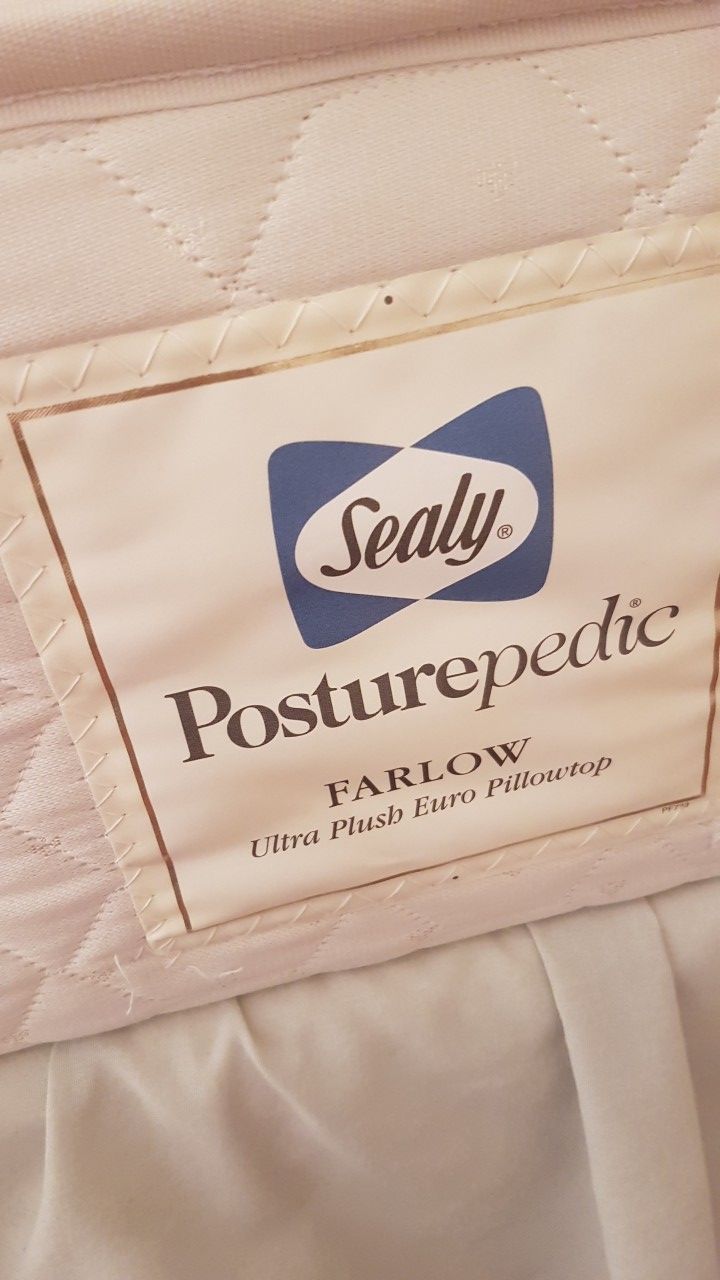 Sealy®
Posturepedic®
FARLOW
Ultra Plush Euro Pillowtop